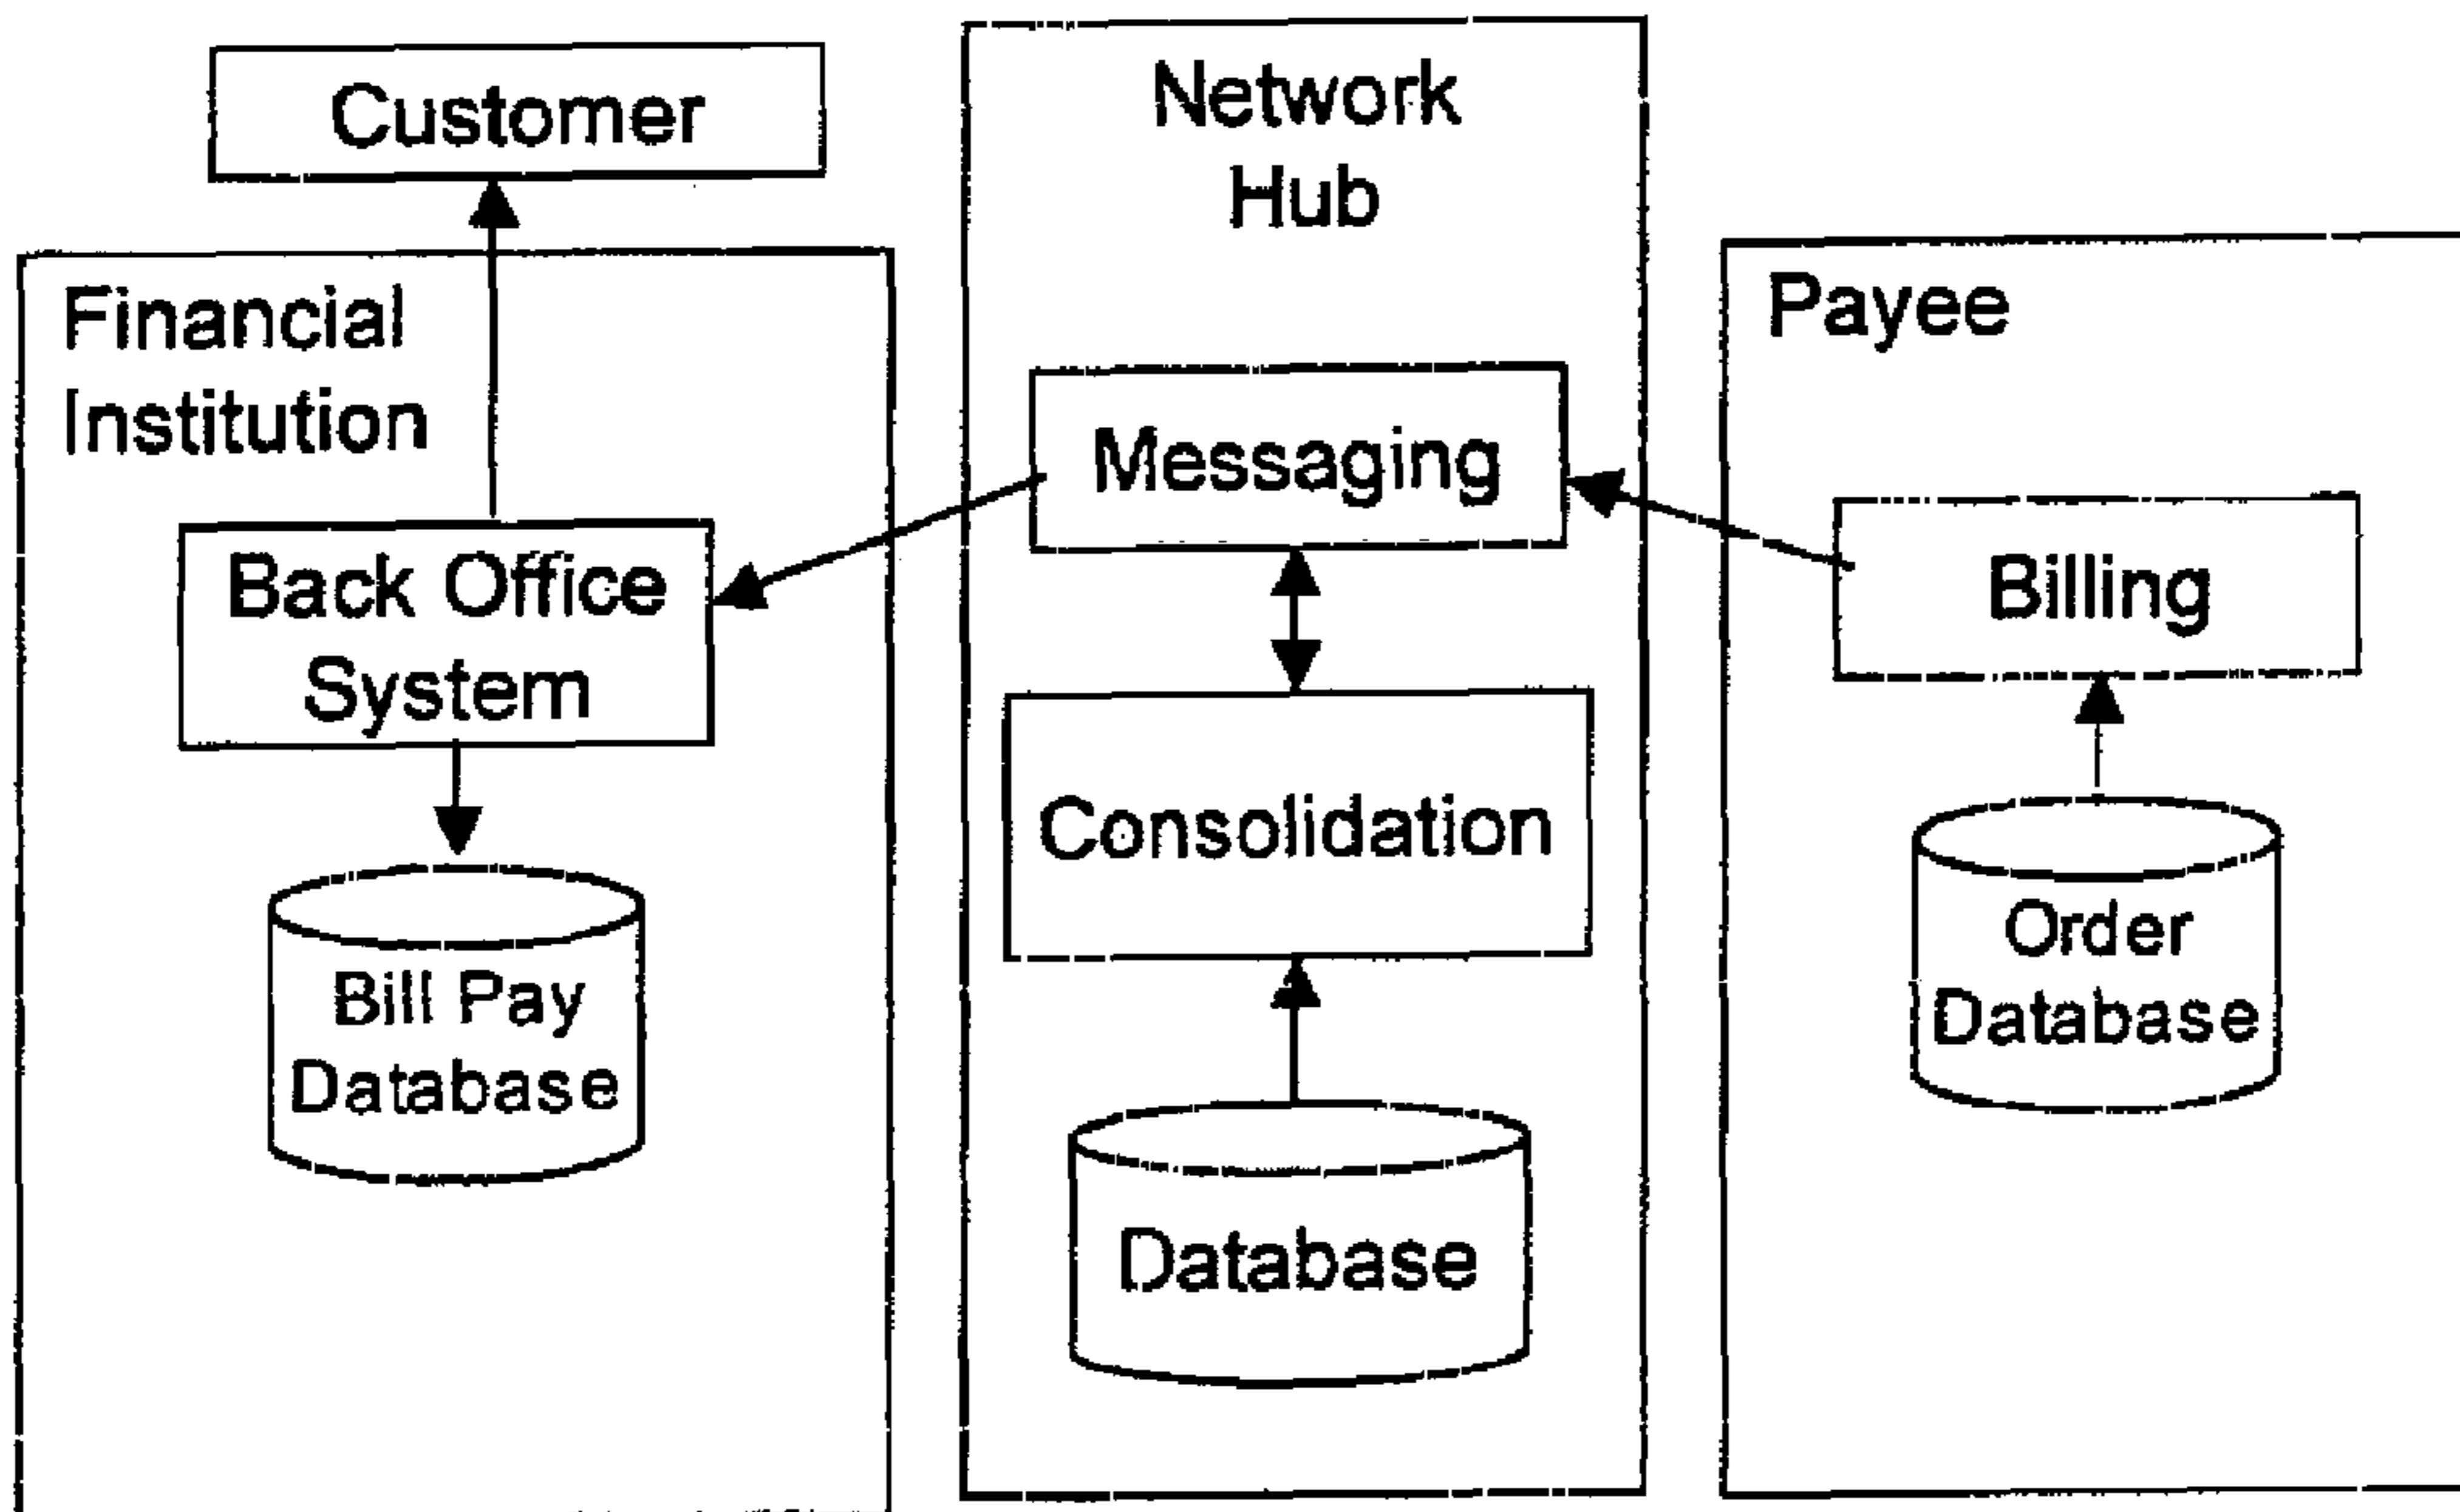 Customer
Financial
Institution
Back Office
System
Bill Pay
Database
Network
Hub
Messaging
Consolidation
Database
Payee
Billing
Order
Database